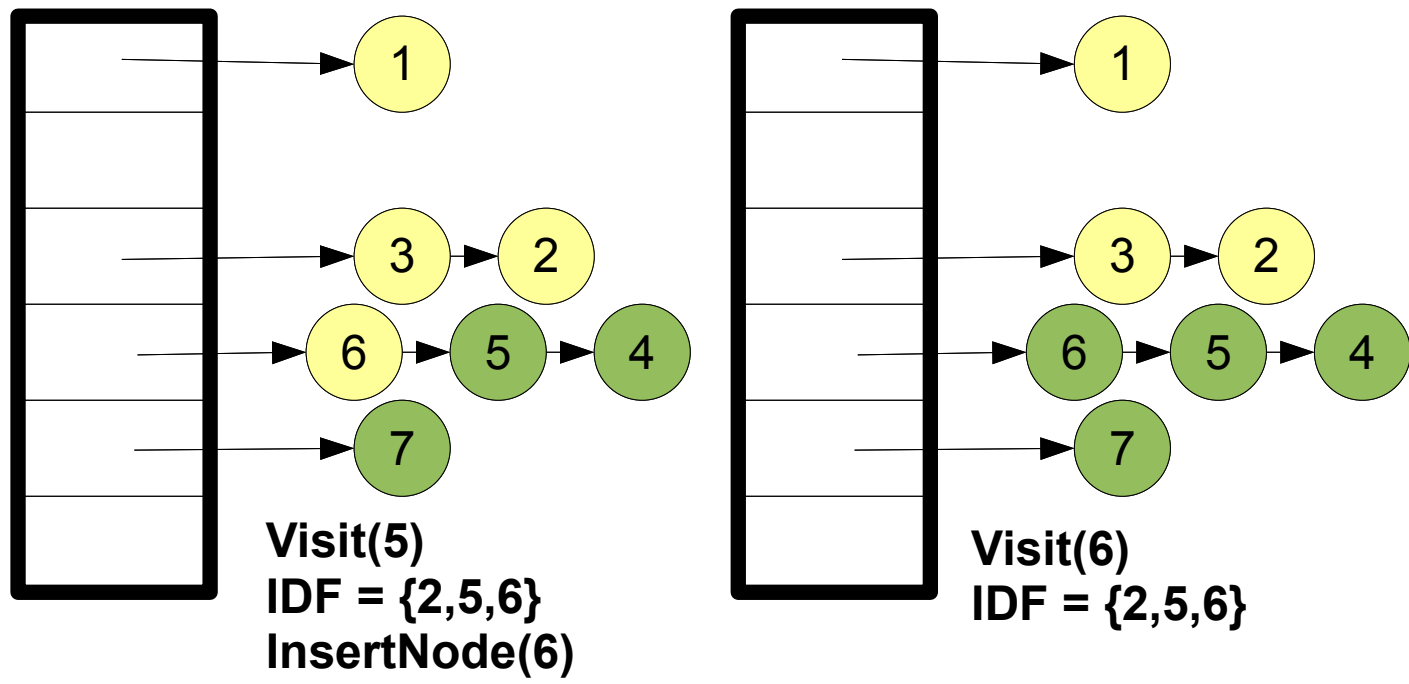 1
3 2
6 5 4
7
Visit(5)
IDF = {2,5,6}
InsertNode(6)
1
3 2
6 5 4
7
Visit(6)
IDF = {2,5,6}